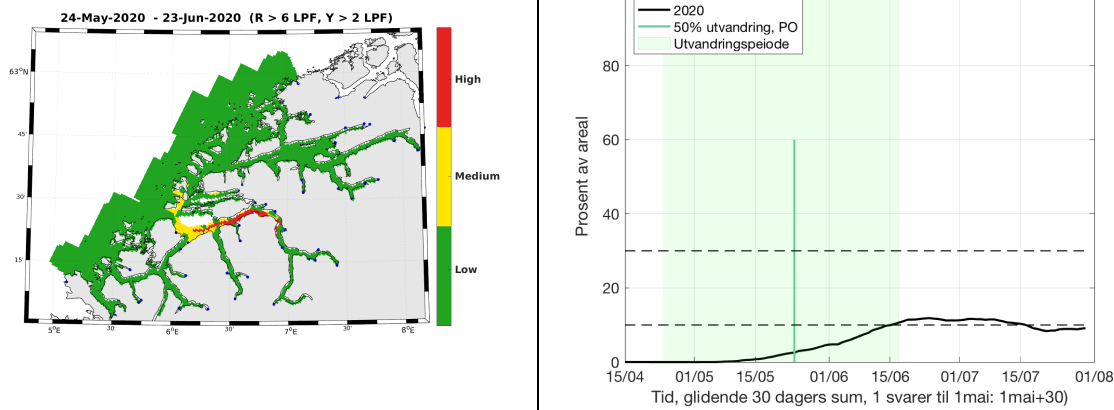 24-May-2020 - 23-Jun-2020 (R > 6 LPF, Y > 2 LPF)
63°N
45'
30'
15'
5°E
30'
6°E
30'
7°E
30'
8°E
High
Medium
Low
2020
50% utvandring, PO
Utvandringspeiode
Prosent av areal
80
60
40
20
0
15/04
01/05
15/05
01/06
15/06
01/07
15/07
01/08
Tid, glidende 30 dagers sum, 1 svarer til 1mai: 1mai+30)